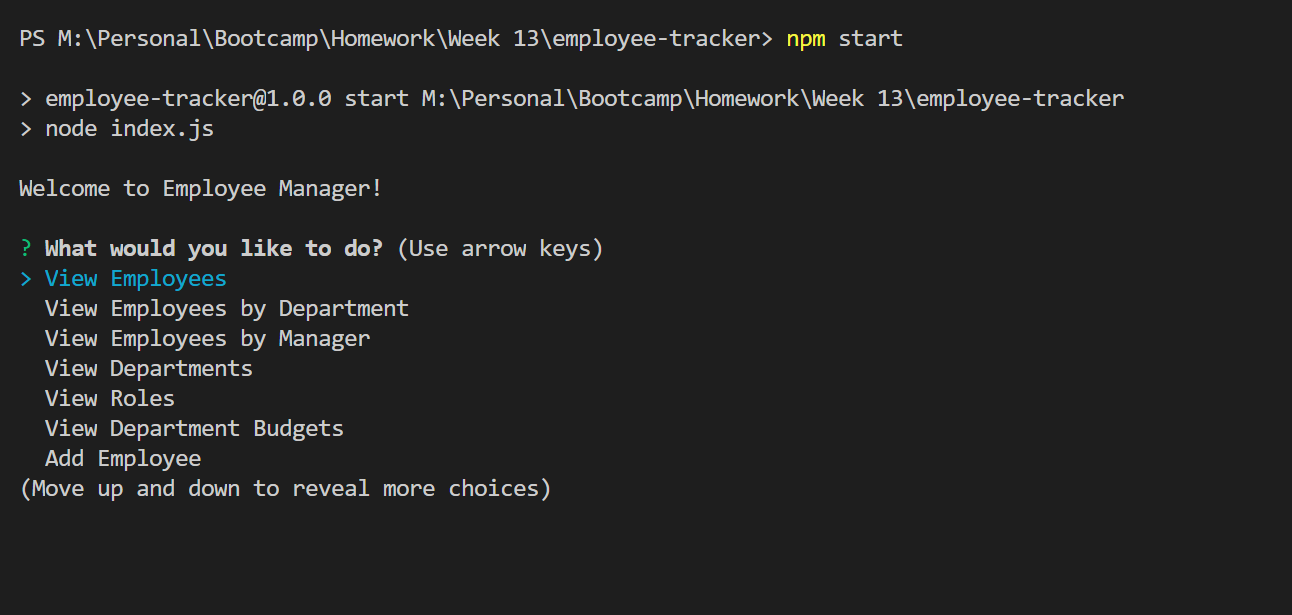 PS M:\Personal\Bootcamp\Homework\Week 13\employee-tracker> npm start
> employee-tracker@1.0.0 start M:\Personal\Bootcamp\Homework\Week 13\employee-tracker
> node index.js
Welcome to Employee Manager!
? What would you like to do? (Use arrow keys)
> View Employees
View Employees by Department
View Employees by Manager
View Departments
View Roles
View Department Budgets
Add Employee
(Move up and down to reveal more choices)